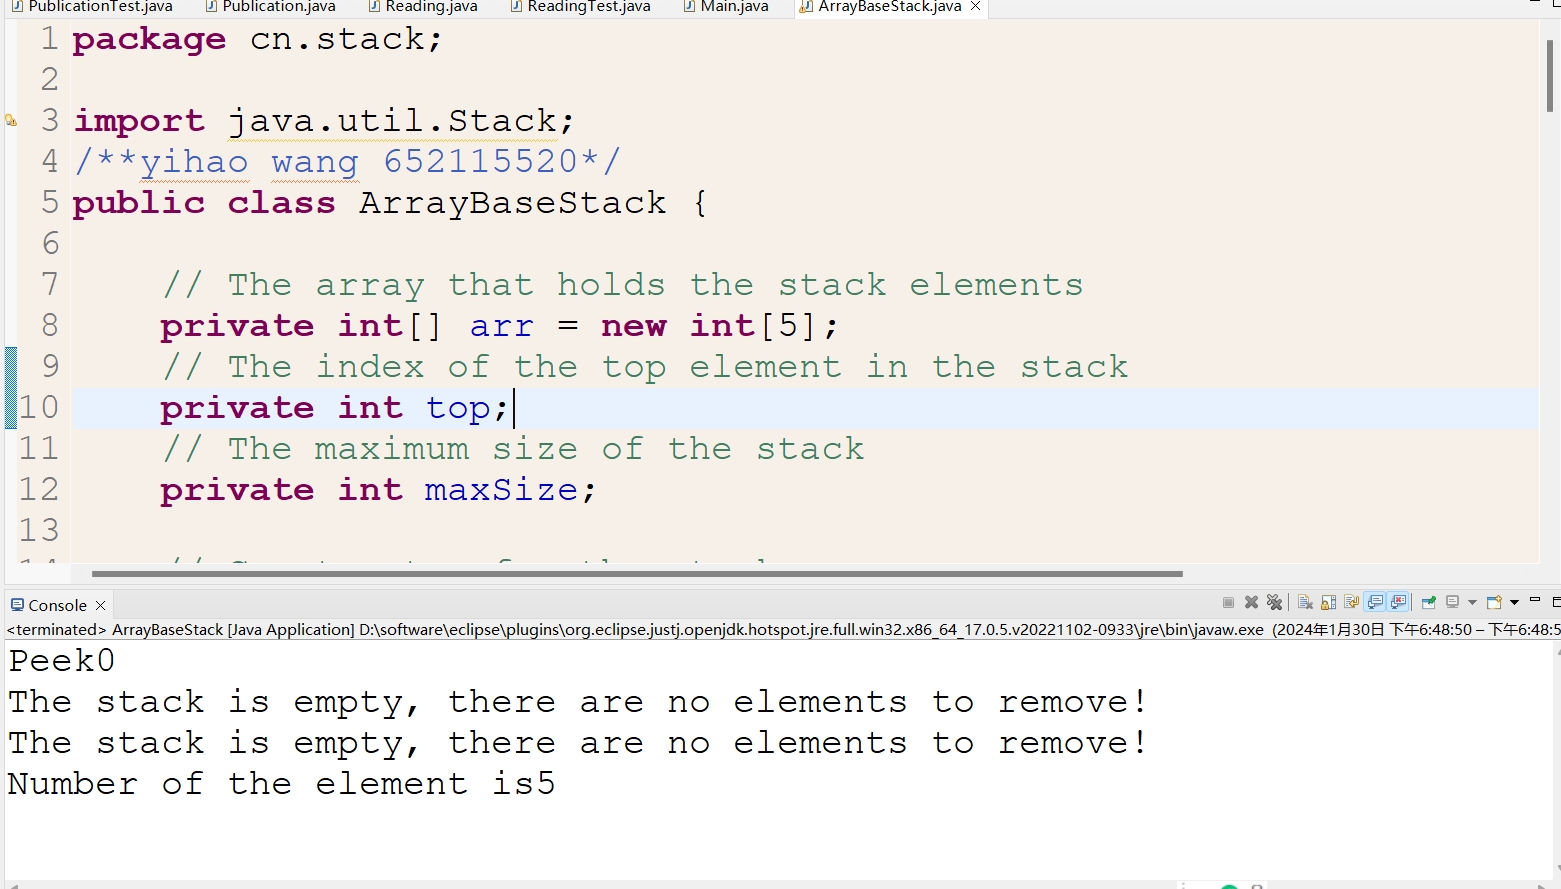 PublicationTest.java Publication.java Reading.java ReadingTest.java Main.java ArrayBaseStack.java
1 package cn.stack;
2
3 import java.util.Stack;
4 /**yihao wang 652115520*/
5 public class ArrayBaseStack {
6
7 // The array that holds the stack elements
8 private int[] arr = new int[5];
9 // The index of the top element in the stack
10 private int top;
11 // The maximum size of the stack
12 private int maxSize;
13
Console
<terminated> ArrayBaseStack [Java Application] D:\software\eclipse\plugins\org.eclipse.justj.openjdk.hotspot.jre.full.win32.x86_64_17.0.5.v20221102-0933\jre\bin\javaw.exe (2024年1月30日 下午6:48:50 – 下午6:48:5
Peek0
The stack is empty, there are no elements to remove!
The stack is empty, there are no elements to remove!
Number of the element is5